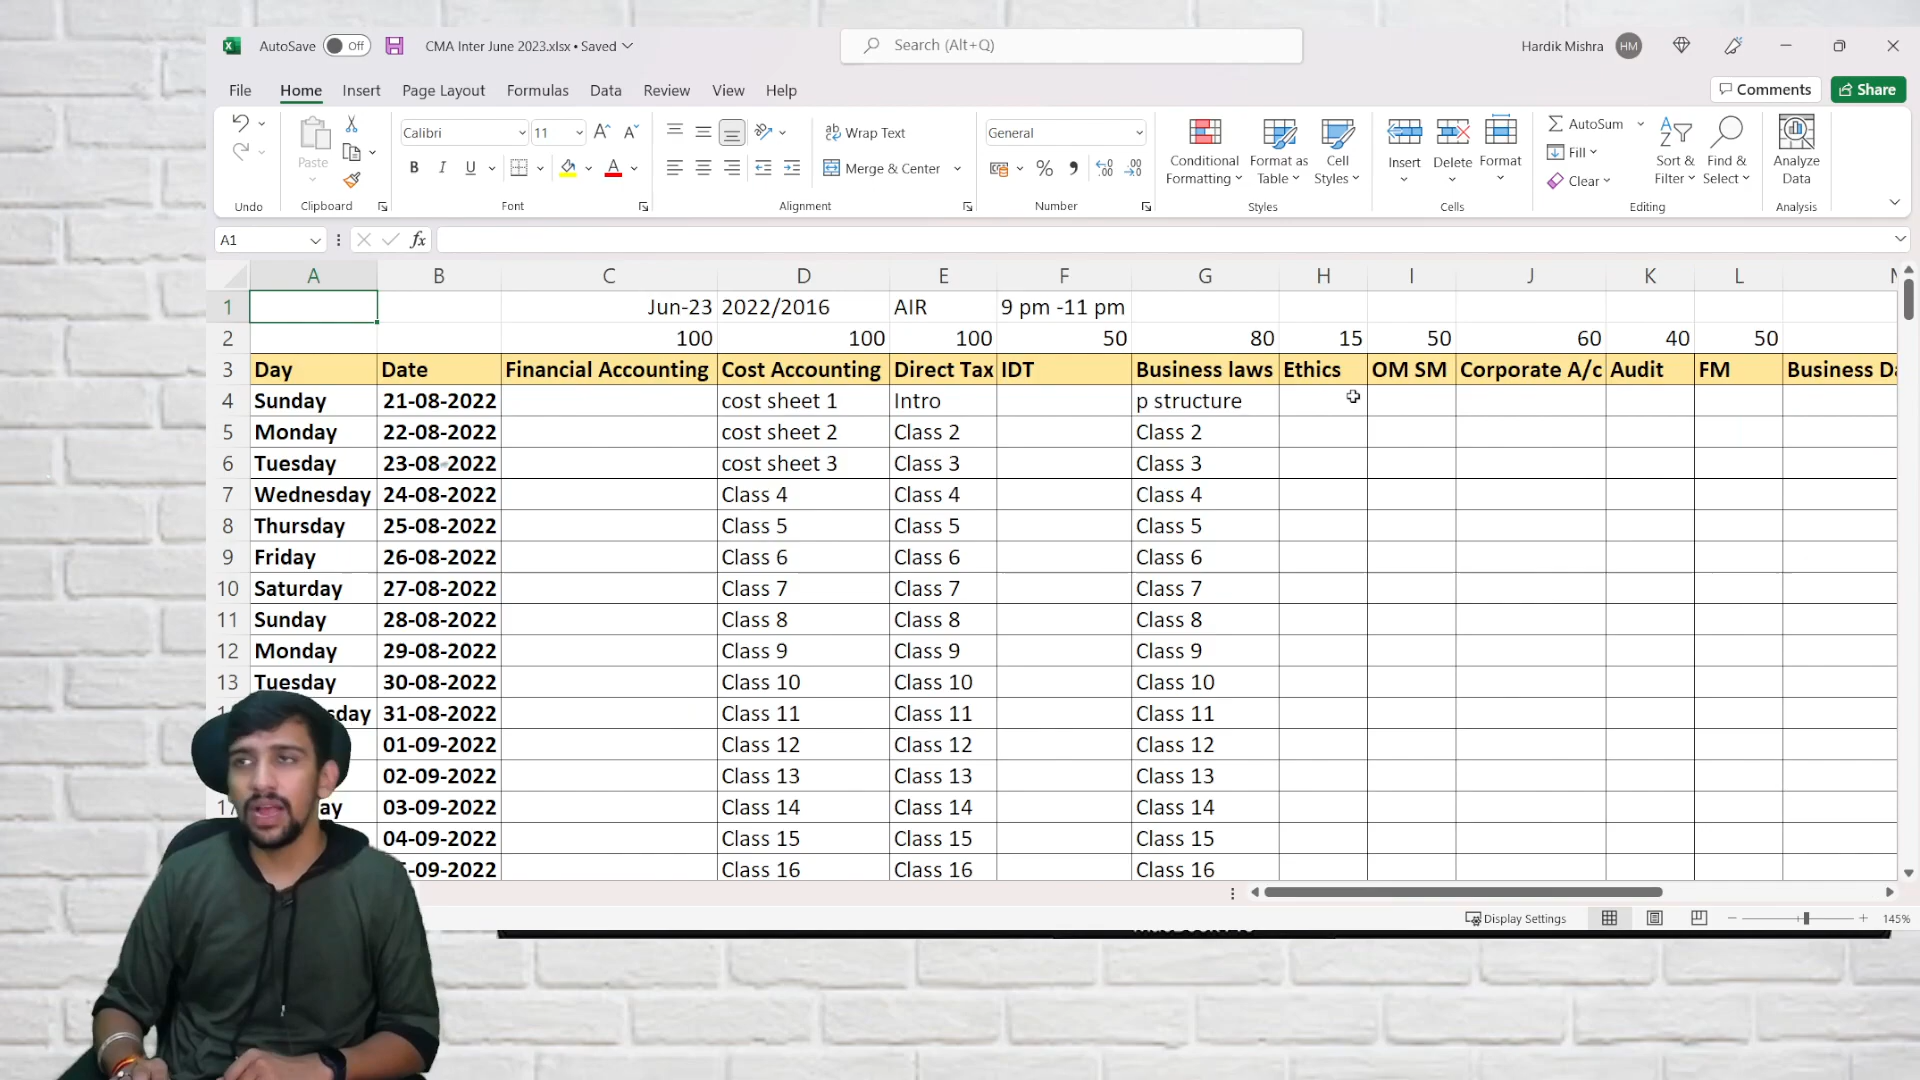 AutoSave Off CMA Inter June 2023.xlsx • Saved Search (Alt+Q) Hardik Mishra HM
File Home Insert Page Layout Formulas Data Review View Help Comments Share
Calibri 11 Wrap Text General AutoSum
Paste B I U Merge & Center Conditional Formatting Format as Table Cell Styles Insert Delete Format Fill Clear Sort & Filter Find & Select Analyze Data
Undo Clipboard Font Alignment Number Styles Cells Editing Analysis
A1 fx
A B C D E F G H I J K L
1 Jun-23 2022/2016 AIR 9 pm -11 pm
2 100 100 100 50 80 15 50 60 40 50
3 Day Date Financial Accounting Cost Accounting Direct Tax IDT Business laws Ethics OM SM Corporate A/c Audit FM Business
4 Sunday 21-08-2022 cost sheet 1 Intro p structure
5 Monday 22-08-2022 cost sheet 2 Class 2 Class 2
6 Tuesday 23-08-2022 cost sheet 3 Class 3 Class 3
7 Wednesday 24-08-2022 Class 4 Class 4 Class 4
8 Thursday 25-08-2022 Class 5 Class 5 Class 5
9 Friday 26-08-2022 Class 6 Class 6 Class 6
10 Saturday 27-08-2022 Class 7 Class 7 Class 7
11 Sunday 28-08-2022 Class 8 Class 8 Class 8
12 Monday 29-08-2022 Class 9 Class 9 Class 9
13 Tuesday 30-08-2022 Class 10 Class 10 Class 10
31-08-2022 Class 11 Class 11 Class 11
01-09-2022 Class 12 Class 12 Class 12
02-09-2022 Class 13 Class 13 Class 13
03-09-2022 Class 14 Class 14 Class 14
04-09-2022 Class 15 Class 15 Class 15
-09-2022 Class 16 Class 16 Class 16
Display Settings 145%